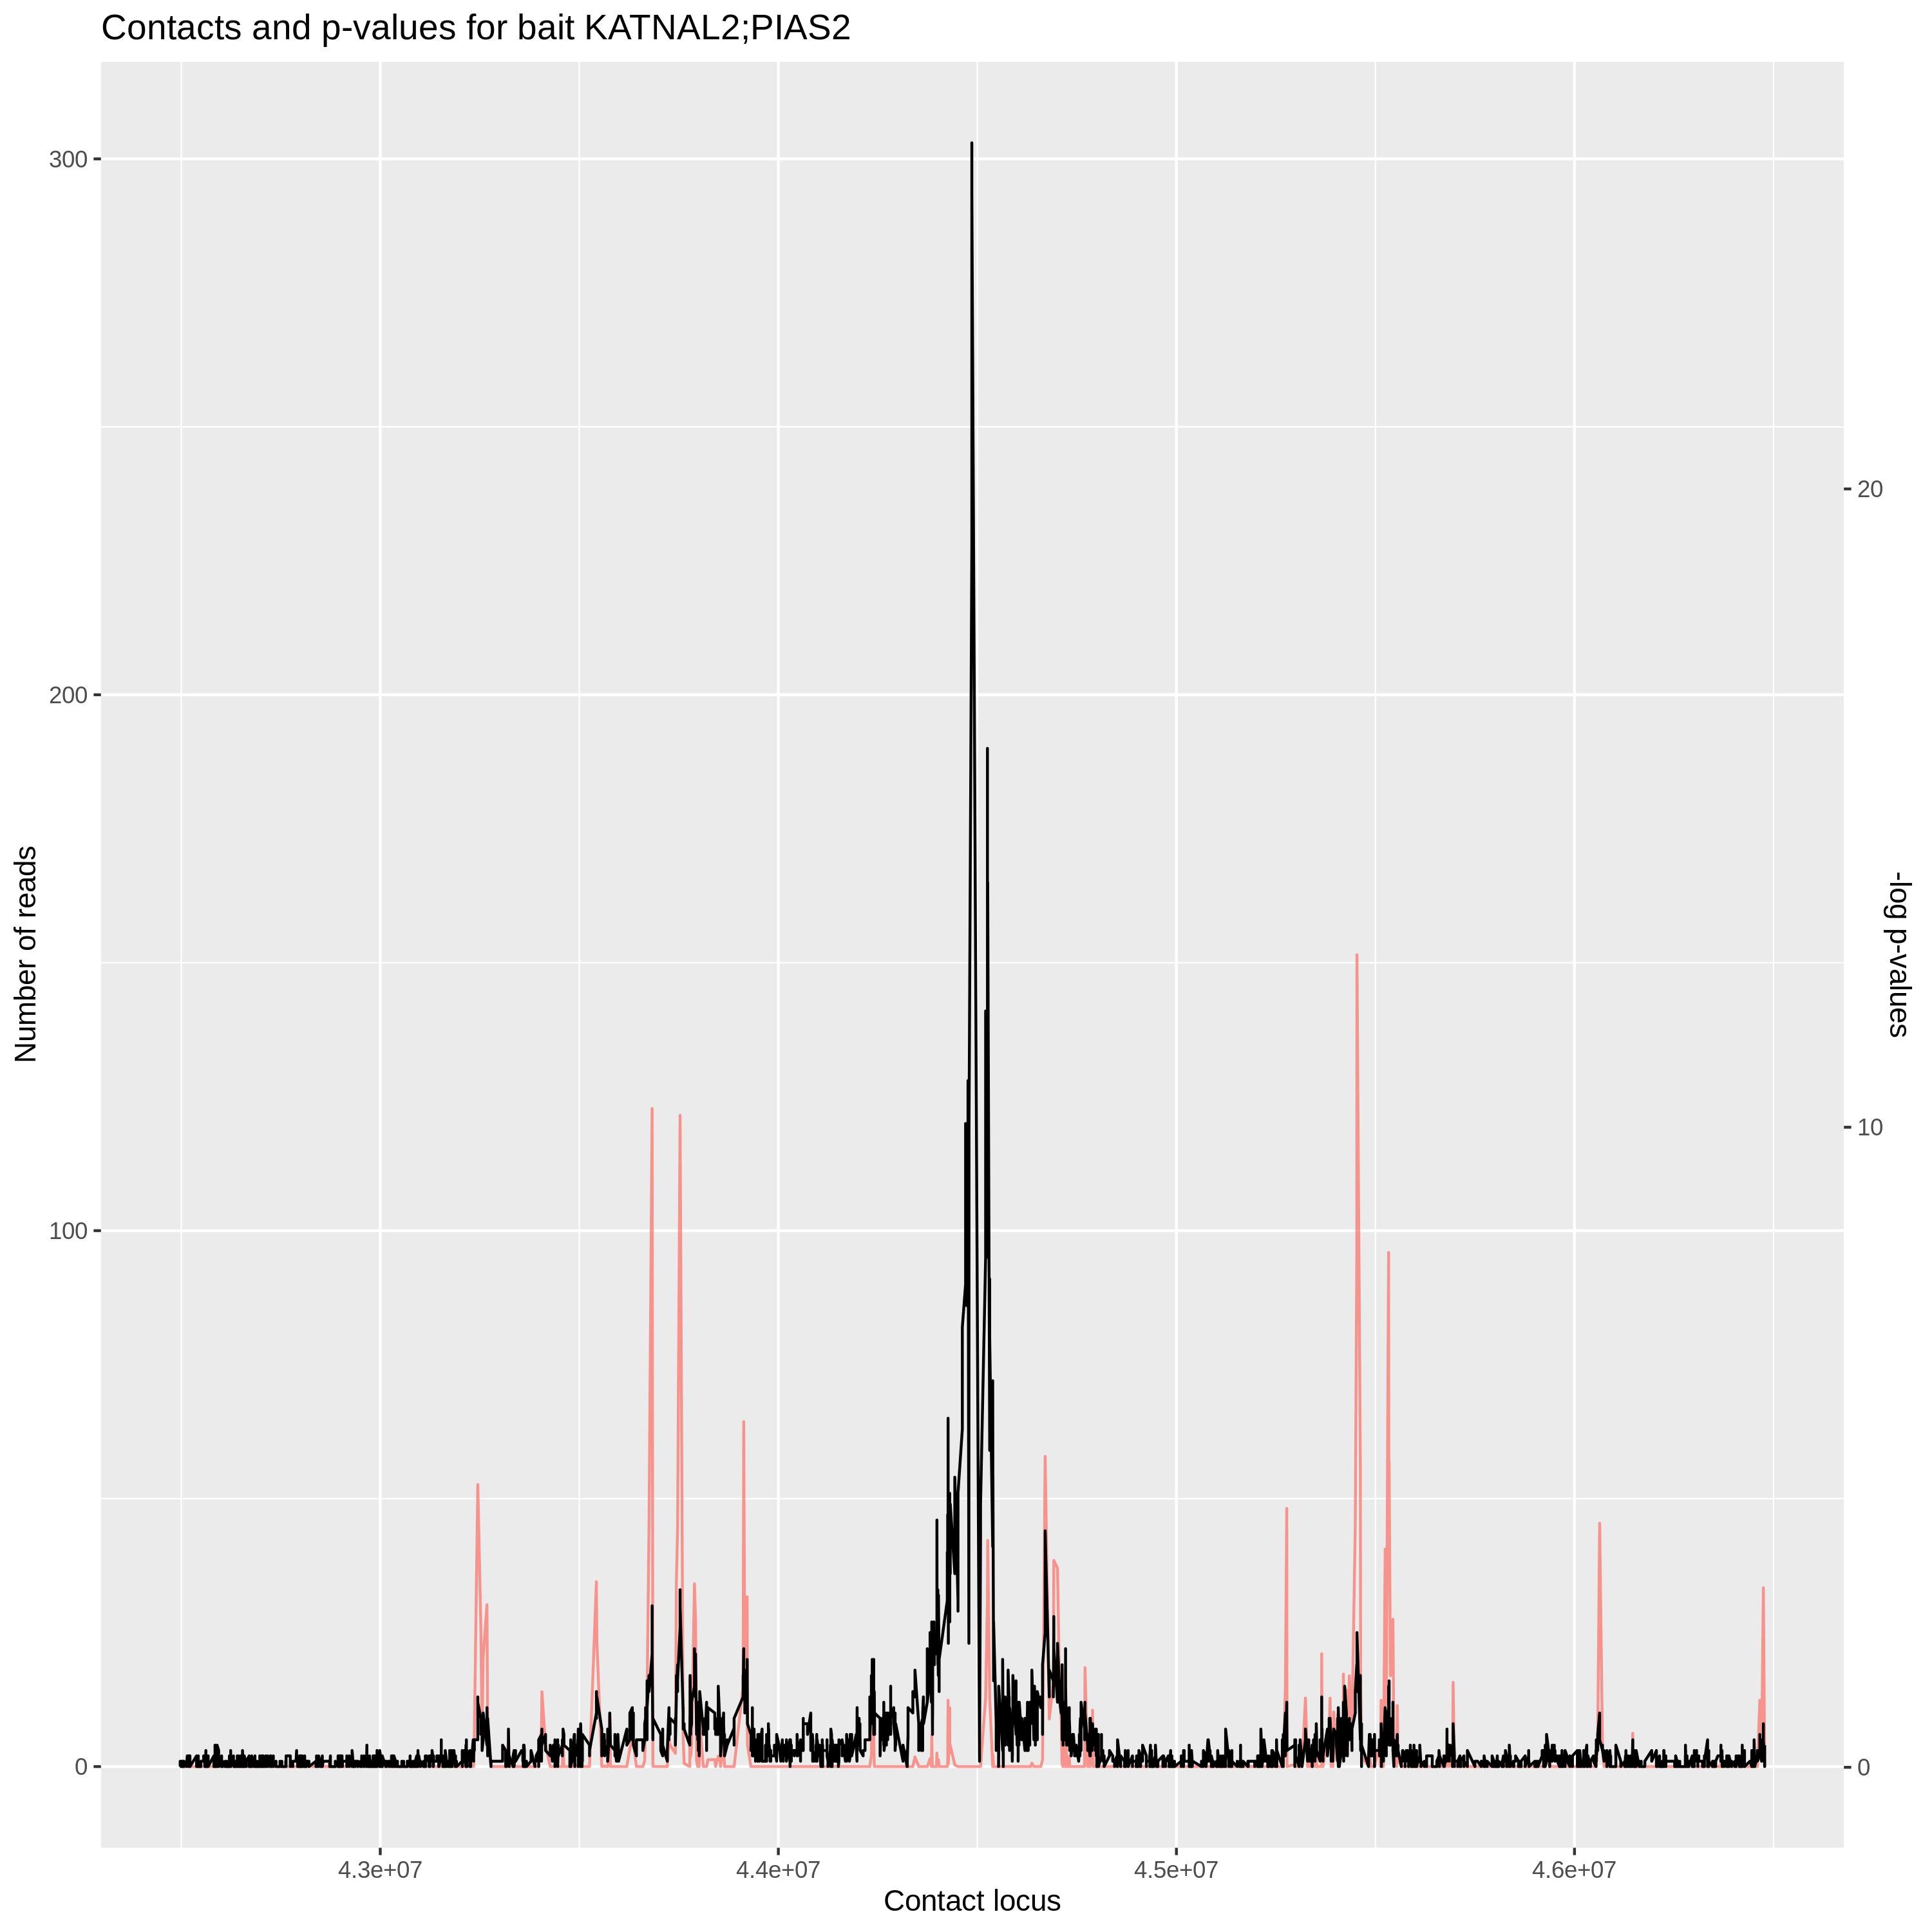 Contacts and p-values for bait KATNAL2;PIAS2
300
200
100
0
Number of reads
20
10
0
-log p-values
4.3e+07
4.4e+07
4.5e+07
4.6e+07
Contact locus